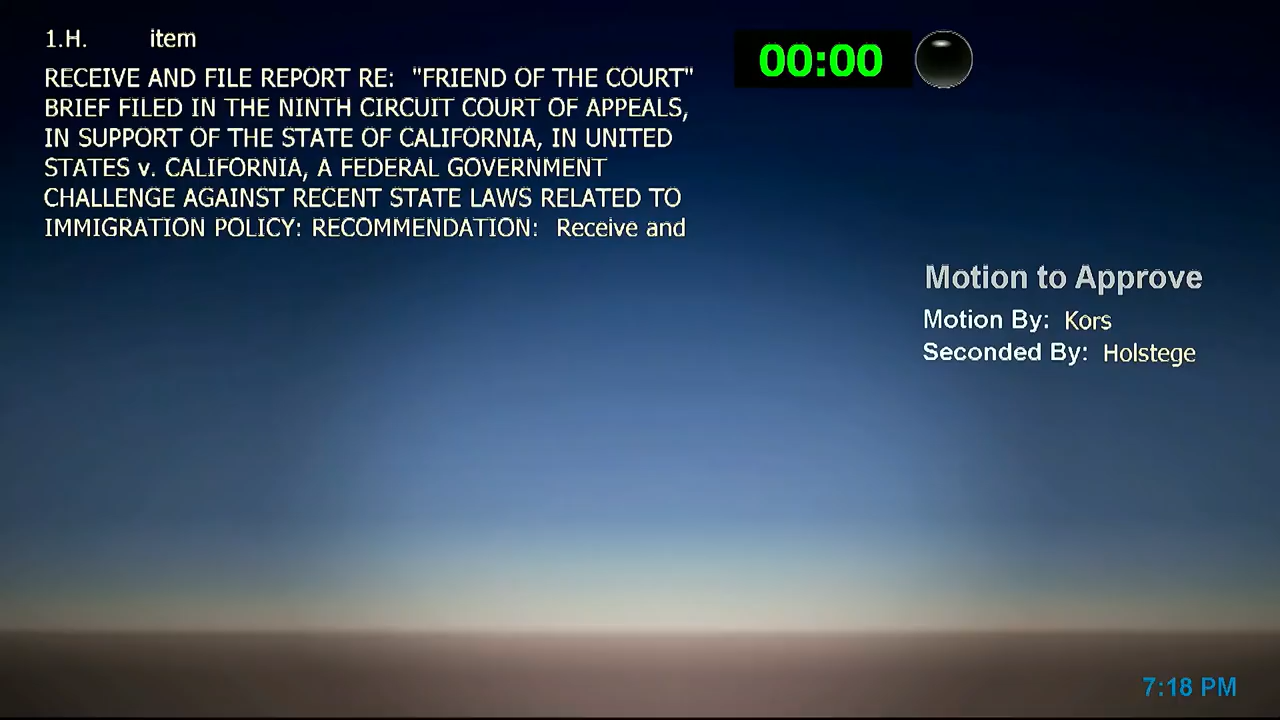 1.H. item
RECEIVE AND FILE REPORT RE: "FRIEND OF THE COURT"
BRIEF FILED IN THE NINTH CIRCUIT COURT OF APPEALS,
IN SUPPORT OF THE STATE OF CALIFORNIA, IN UNITED
STATES v. CALIFORNIA, A FEDERAL GOVERNMENT
CHALLENGE AGAINST RECENT STATE LAWS RELATED TO
IMMIGRATION POLICY: RECOMMENDATION: Receive and
00:00
Motion to Approve
Motion By: Kors
Seconded By: Holstege
7:18 PM